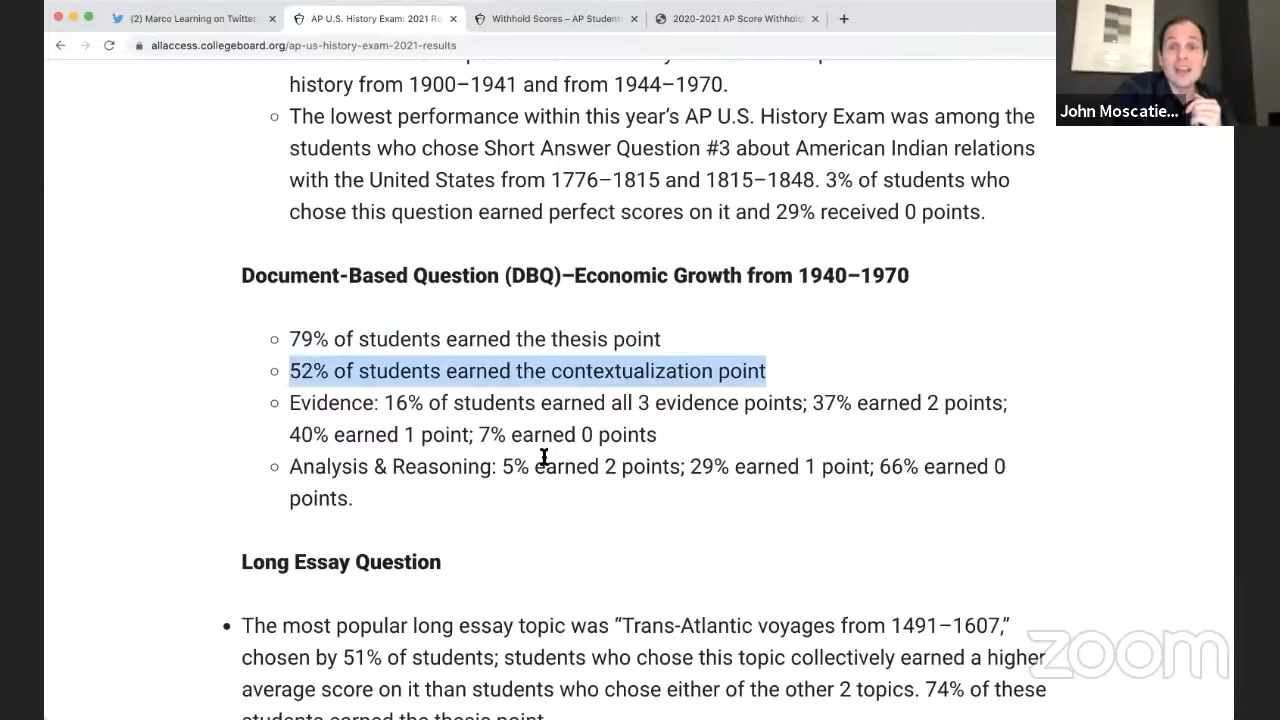 (2) Marco Learning on Twitter
AP U.S. History Exam: 2021 Re
Withhold Scores – AP Student
2020-2021 AP Score Withhold
allaccess.collegeboard.org/ap-us-history-exam-2021-results
history from 1900–1941 and from 1944–1970.
The lowest performance within this year's AP U.S. History Exam was among the
students who chose Short Answer Question #3 about American Indian relations
with the United States from 1776–1815 and 1815–1848. 3% of students who
chose this question earned perfect scores on it and 29% received 0 points.
Document-Based Question (DBQ)–Economic Growth from 1940–1970
79% of students earned the thesis point
52% of students earned the contextualization point
Evidence: 16% of students earned all 3 evidence points; 37% earned 2 points;
40% earned 1 point; 7% earned 0 points
Analysis & Reasoning: 5% earned 2 points; 29% earned 1 point; 66% earned 0
points.
Long Essay Question
The most popular long essay topic was “Trans-Atlantic voyages from 1491–1607,”
chosen by 51% of students; students who chose this topic collectively earned a higher
average score on it than students who chose either of the other 2 topics. 74% of these
students earned the thesis point
John Moscatie...
zoom